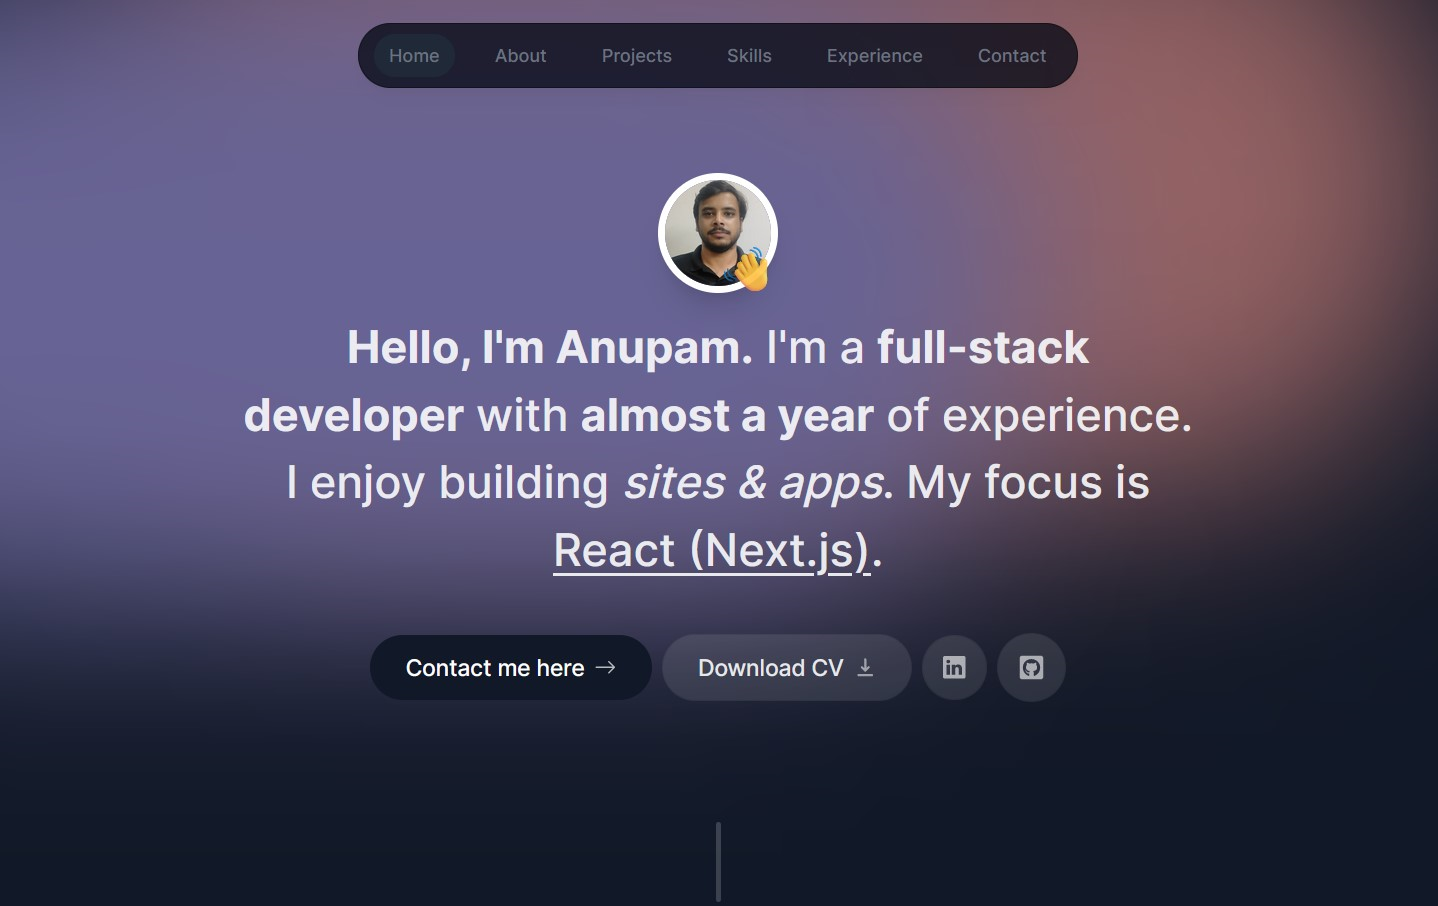 Home About Projects Skills Experience Contact
Hello, I'm Anupam. I'm a full-stack
developer with almost a year of experience.
I enjoy building sites & apps. My focus is
React (Next.js).
Contact me here Download CV in